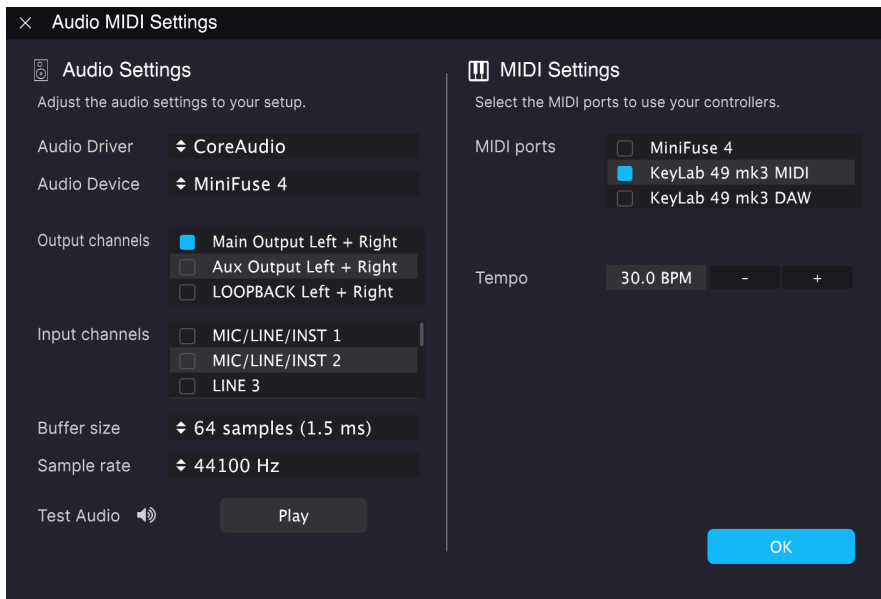 Audio MIDI Settings
Audio Settings
Adjust the audio settings to your setup.
Audio Driver
CoreAudio
Audio Device
MiniFuse 4
Output channels
Main Output Left + Right
Aux Output Left + Right
LOOPBACK Left + Right
Input channels
MIC/LINE/INST 1
MIC/LINE/INST 2
LINE 3
Buffer size
64 samples (1.5 ms)
Sample rate
44100 Hz
Test Audio
Play
MIDI Settings
Select the MIDI ports to use your controllers.
MIDI ports
MiniFuse 4
KeyLab 49 mk3 MIDI
KeyLab 49 mk3 DAW
Tempo
30.0 BPM
-
+
OK